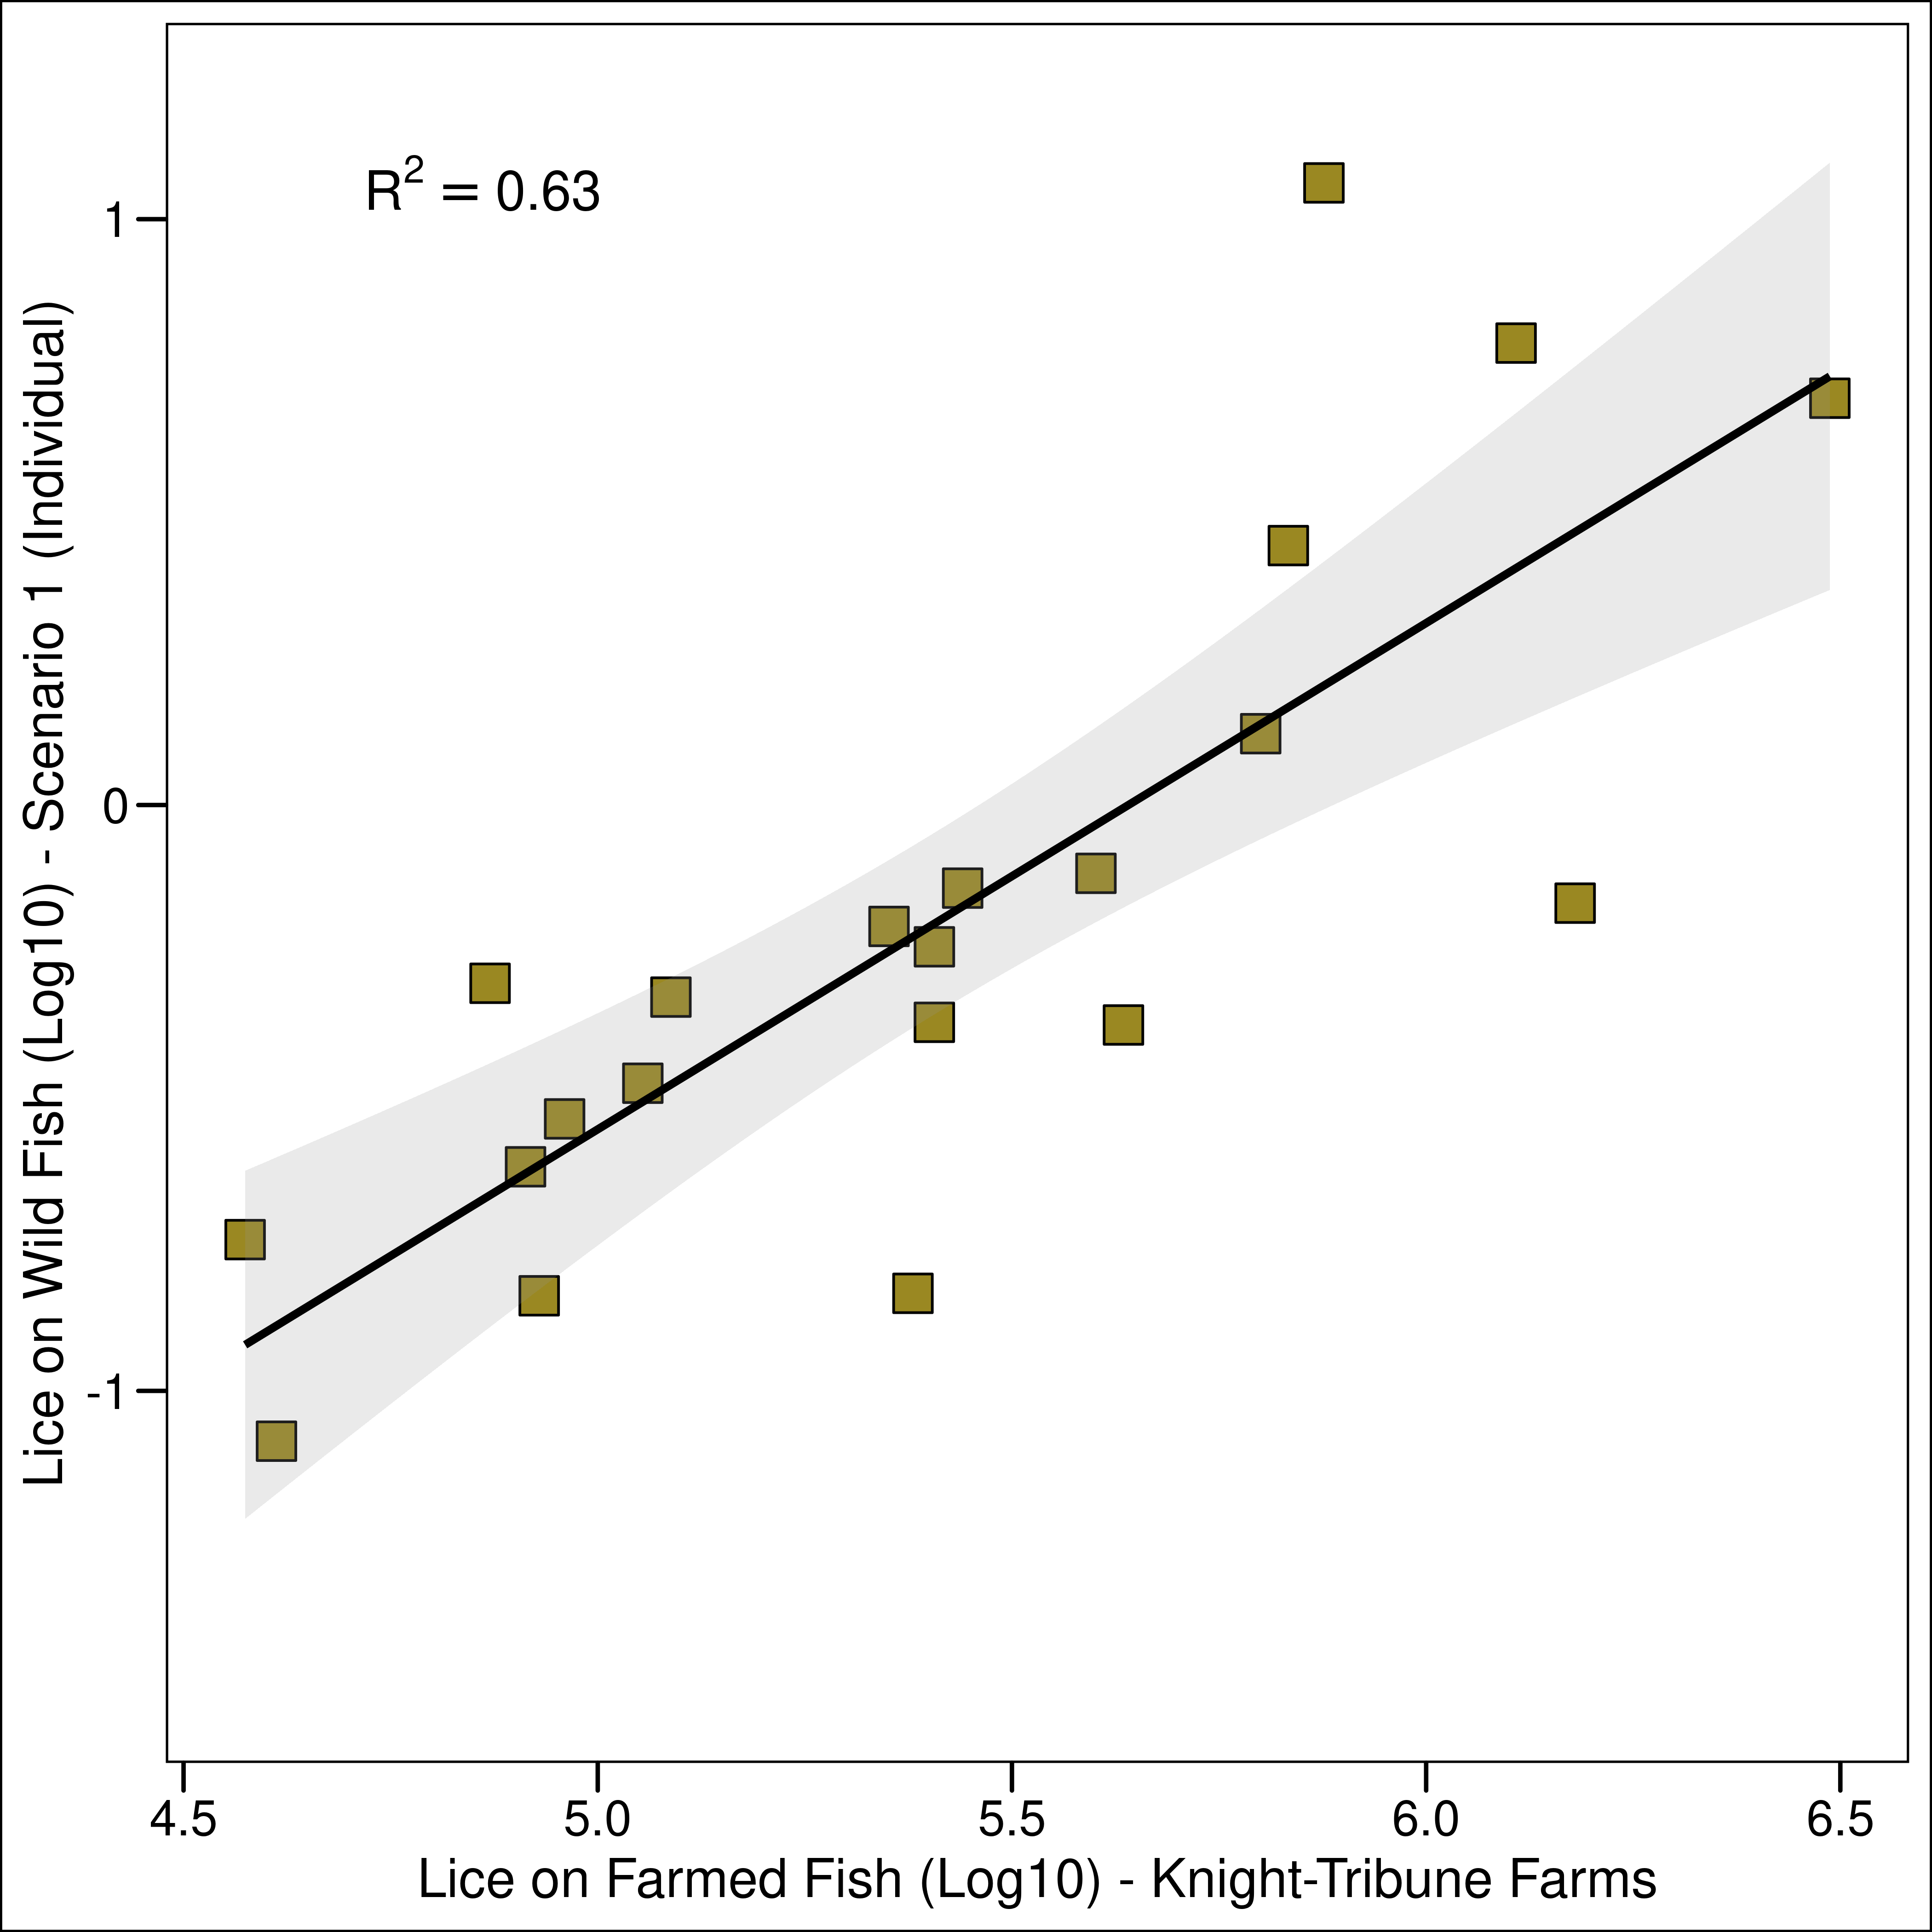 R² = 0.63
1
0
-1
Lice on Wild Fish (Log10) - Scenario 1 (Individual)
4.5 5.0 5.5 6.0 6.5
Lice on Farmed Fish (Log10) - Knight-Tribune Farms